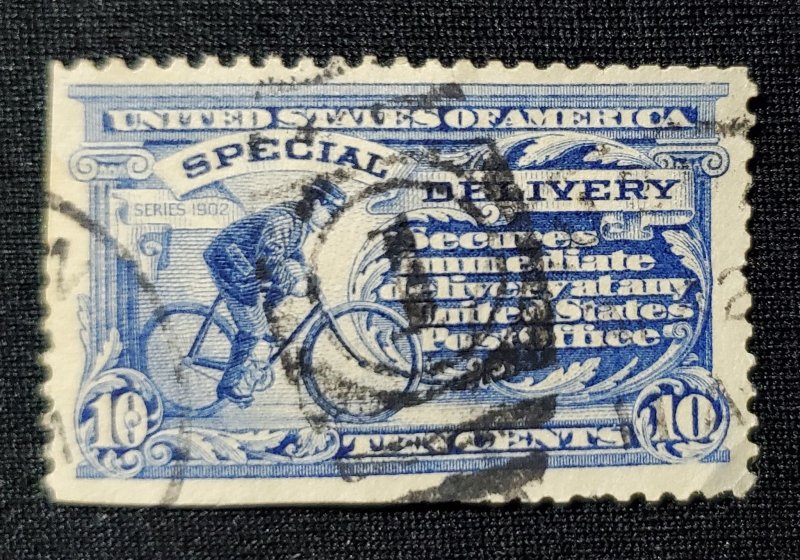 UNITED STATES OF AMERICA
SPECIAL DELIVERY
SERIES 1902
Secures
immediate
delivery at any
United States
Post Office
10 TEN CENTS 10